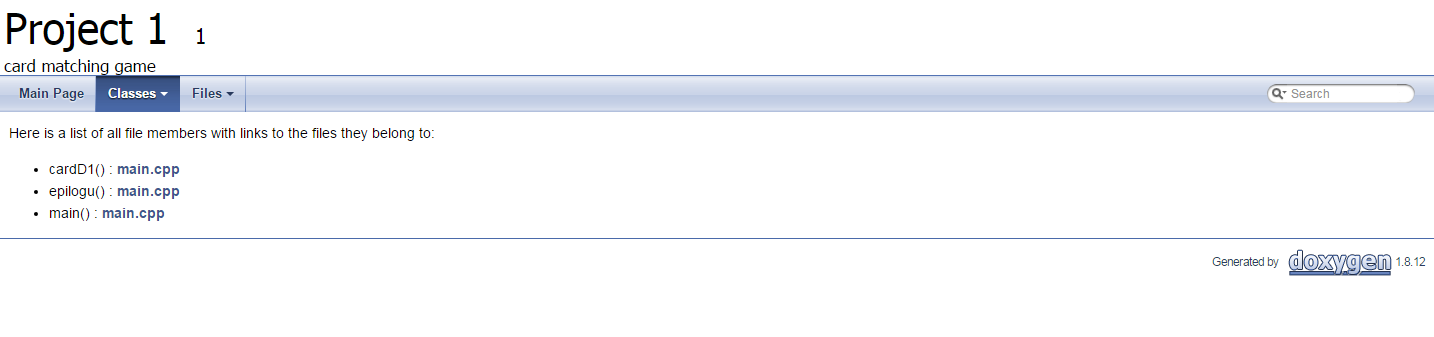 Project 1 1
card matching game
Main Page Classes Files Search
Here is a list of all file members with links to the files they belong to:
cardD1() : main.cpp
epilogu() : main.cpp
main() : main.cpp
Generated by doxygen 1.8.12